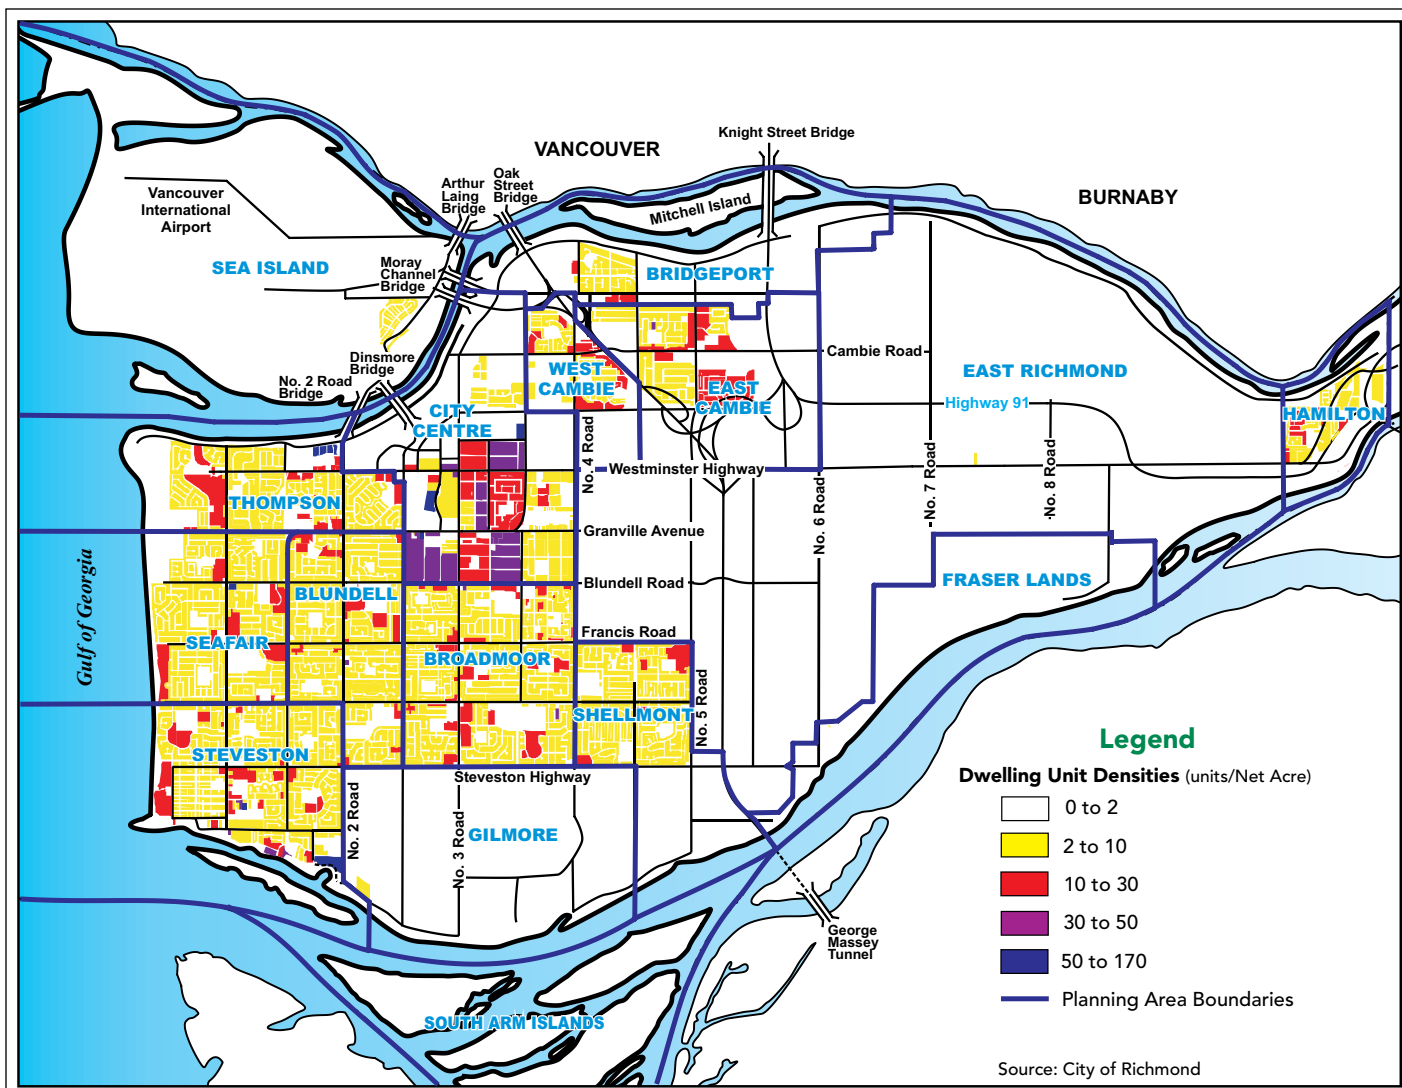 Knight Street Bridge
VANCOUVER
Oak
Street
Bridge
Arthur
Laing
Bridge
Vancouver
International
Airport
Mitchell Island
BURNABY
SEA ISLAND
Moray
Channel
Bridge
BRIDGEPORT
Dinsmore
Bridge
No. 2 Road
Bridge
Cambie Road
WEST
CAMBIE
EAST
CAMBIE
EAST RICHMOND
Highway 91
HAMILTON
CITY
CENTRE
No. 4 Road
Westminster Highway
No. 6 Road
No. 7 Road
No. 8 Road
THOMPSON
Granville Avenue
Gulf of Georgia
BLUNDELL
Blundell Road
FRASER LANDS
SEAFAIR
Francis Road
BROADMOOR
No. 5 Road
SHELLMONT
STEVESTON
Steveston Highway
No. 2 Road
No. 3 Road
GILMORE
George
Massey
Tunnel
SOUTH ARM ISLANDS
Legend
Dwelling Unit Densities (units/Net Acre)
0 to 2
2 to 10
10 to 30
30 to 50
50 to 170
Planning Area Boundaries
Source: City of Richmond